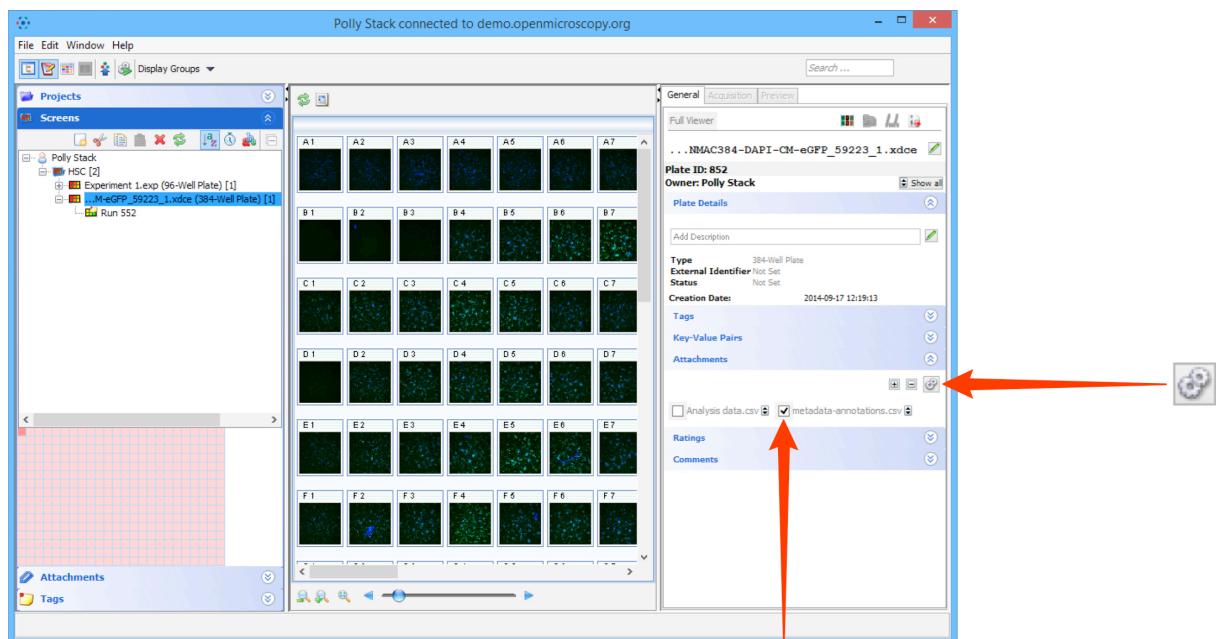 Polly Stack connected to demo.openmicroscopy.org
File Edit Window Help
Display Groups
Search ...
Projects
Screens
Polly Stack
HSC [2]
Experiment 1.exp (96-Well Plate) [1]
...M-eGFP_59223_1.xdce (384-Well Plate) [1]
Run 552
Attachments
Tags
A 1 A 2 A 3 A 4 A 5 A 6 A 7
B 1 B 2 B 3 B 4 B 5 B 6 B 7
C 1 C 2 C 3 C 4 C 5 C 6 C 7
D 1 D 2 D 3 D 4 D 5 D 6 D 7
E 1 E 2 E 3 E 4 E 5 E 6 E 7
F 1 F 2 F 3 F 4 F 5 F 6 F 7
General Acquisition Preview
Full Viewer
...NMAC384-DAPI-CM-eGFP_59223_1.xdce
Plate ID: 852
Owner: Polly Stack Show all
Plate Details
Add Description
Type 384-Well Plate
External Identifier Not Set
Status Not Set
Creation Date: 2014-09-17 12:19:13
Tags
Key-Value Pairs
Attachments
Analysis data.csv metadata-annotations.csv
Ratings
Comments